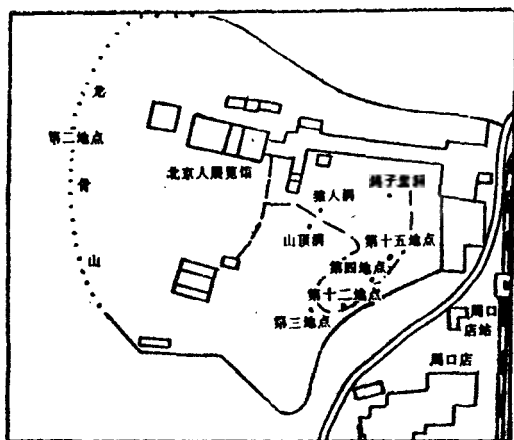 龙
第二地点
骨
山
北京人展览馆
鸽子堂洞
猿人洞
山顶洞
第十五地点
第四地点
第十二地点
第三地点
周口
店站
周口店